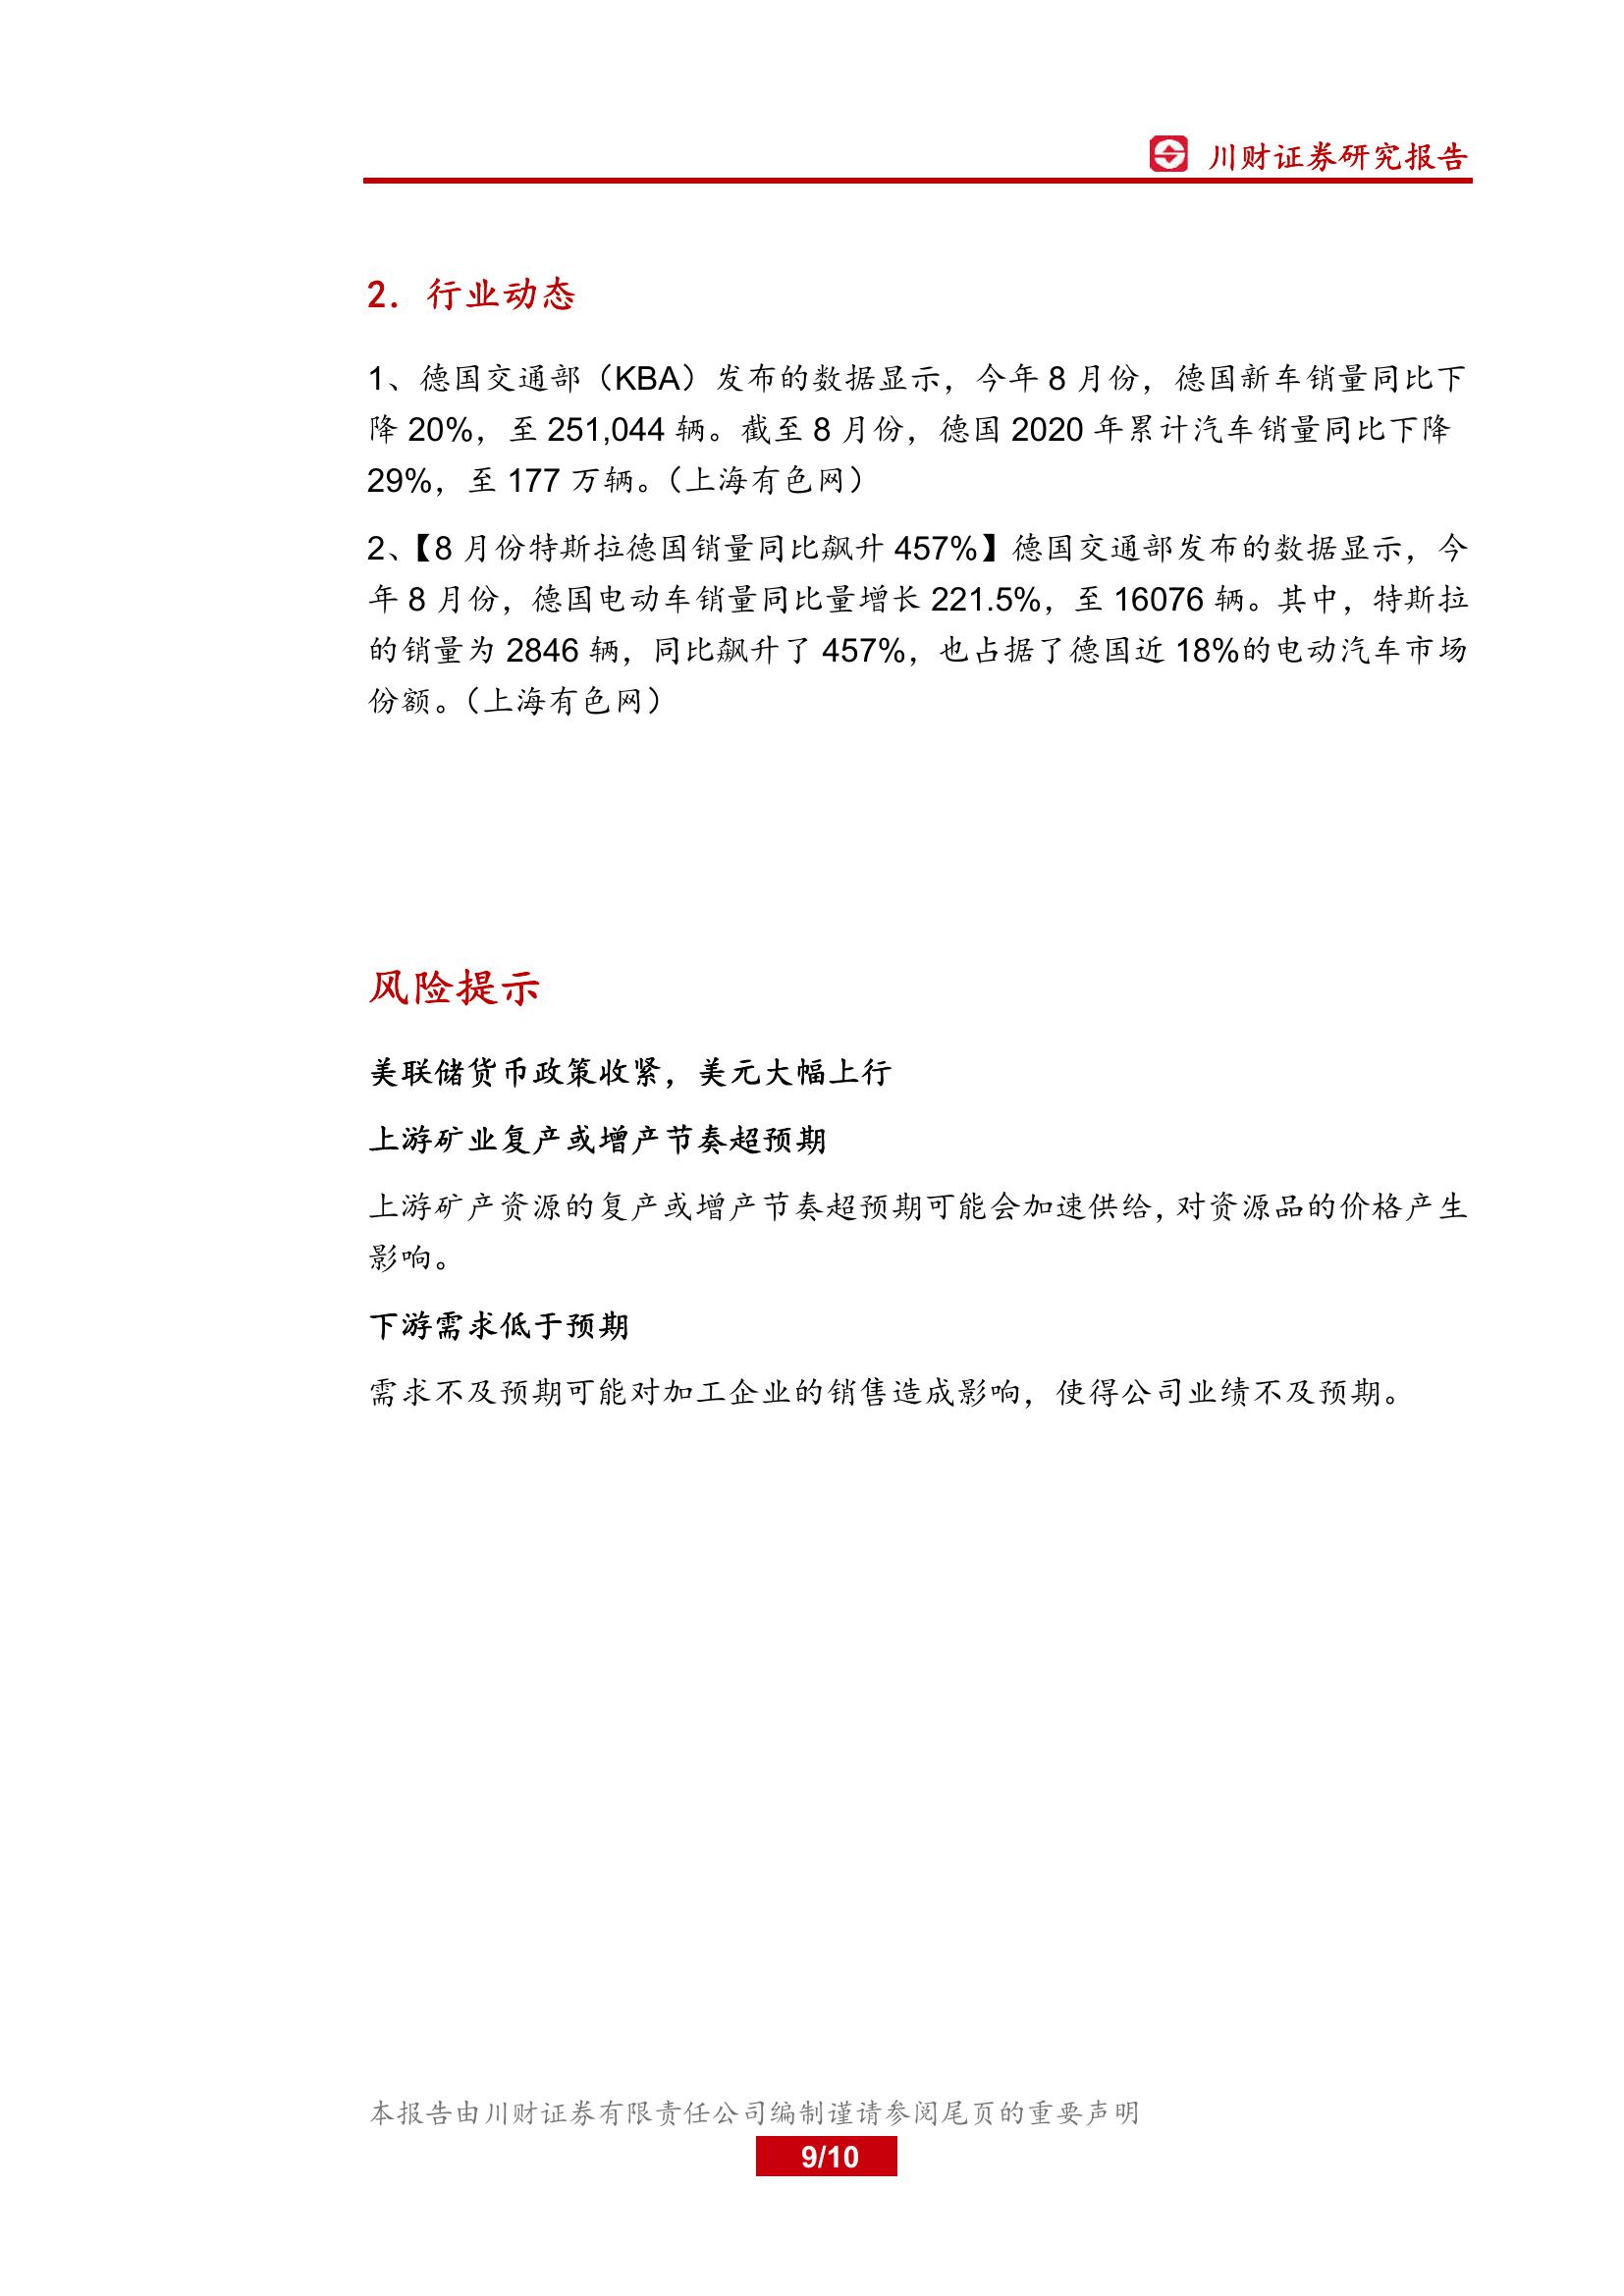 川财证券研究报告
2. 行业动态
1、德国交通部（KBA）发布的数据显示，今年 8 月份，德国新车销量同比下
降 20%，至 251,044 辆。截至 8 月份，德国 2020 年累计汽车销量同比下降
29%，至 177 万辆。（上海有色网）
2、【8 月份特斯拉德国销量同比飙升 457%】德国交通部发布的数据显示，今
年 8 月份，德国电动车销量同比量增长 221.5%，至 16076 辆。其中，特斯拉
的销量为 2846 辆，同比飙升了 457%，也占据了德国近 18%的电动汽车市场
份额。（上海有色网）
风险提示
美联储货币政策收紧，美元大幅上行
上游矿业复产或增产节奏超预期
上游矿产资源的复产或增产节奏超预期可能会加速供给，对资源品的价格产生
影响。
下游需求低于预期
需求不及预期可能对加工企业的销售造成影响，使得公司业绩不及预期。
本报告由川财证券有限责任公司编制谨请参阅尾页的重要声明
9/10